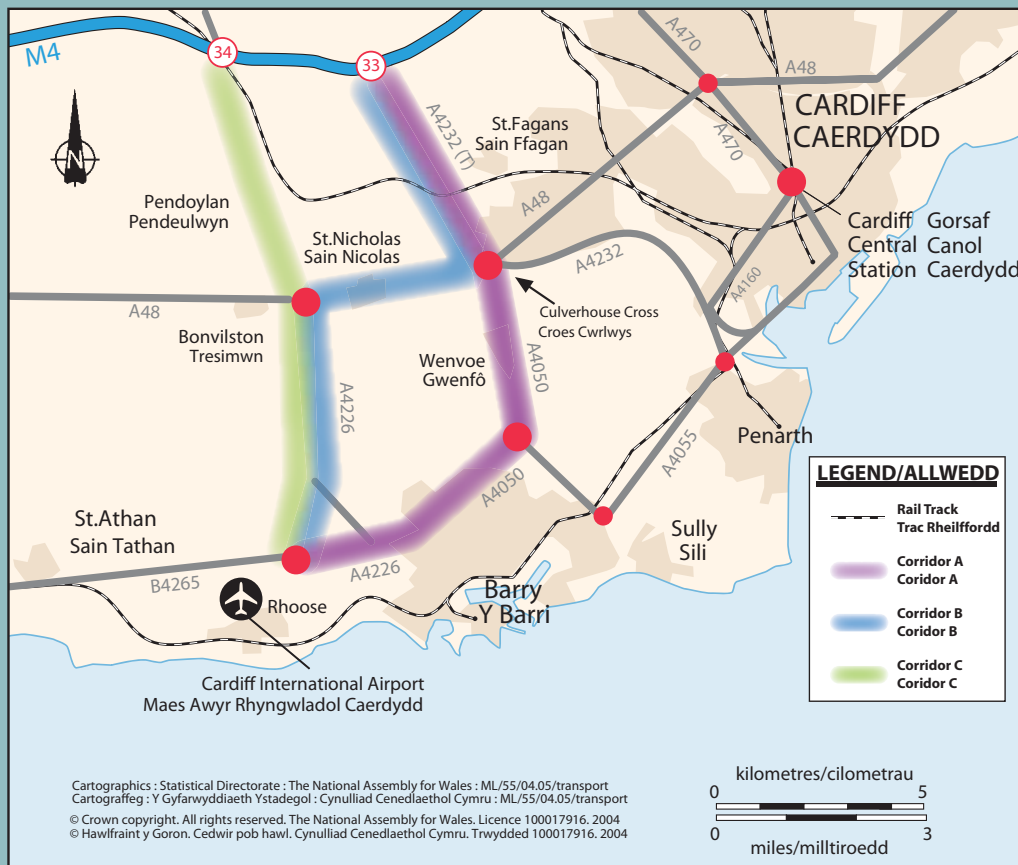 M4
34
33
A470
A48
CARDIFF
CAERDYDD
A4232 (T)
St.Fagans
Sain Ffagan
A470
N
Pendoylan
Pendeulwyn
A48
Cardiff Gorsaf
Central Canol
Station Caerdydd
St.Nicholas
Sain Nicolas
A4232
A4160
A48
Culverhouse Cross
Croes Cwrlwys
Bonvilston
Tresimwn
Wenvoe
Gwenfô
A4050
A4226
Penarth
A4055
A4050
LEGEND/ALLWEDD
Rail Track
Trac Rheilffordd
Corridor A
Coridor A
Corridor B
Coridor B
Corridor C
Coridor C
St.Athan
Sain Tathan
Sully
Sili
B4265
A4226
Rhoose
Barry
Y Barri
Cardiff International Airport
Maes Awyr Rhyngwladol Caerdydd
Cartographics : Statistical Directorate : The National Assembly for Wales : ML/55/04.05/transport
Cartograffeg : Y Gyfarwyddiaeth Ystadegol : Cynulliad Cenedlaethol Cymru : ML/55/04.05/transport
© Crown copyright. All rights reserved. The National Assembly for Wales. Licence 100017916. 2004
© Hawlfraint y Goron. Cedwir pob hawl. Cynulliad Cenedlaethol Cymru. Trwydded 100017916. 2004
kilometres/cilometrau
0 5
0 3
miles/milltiroedd